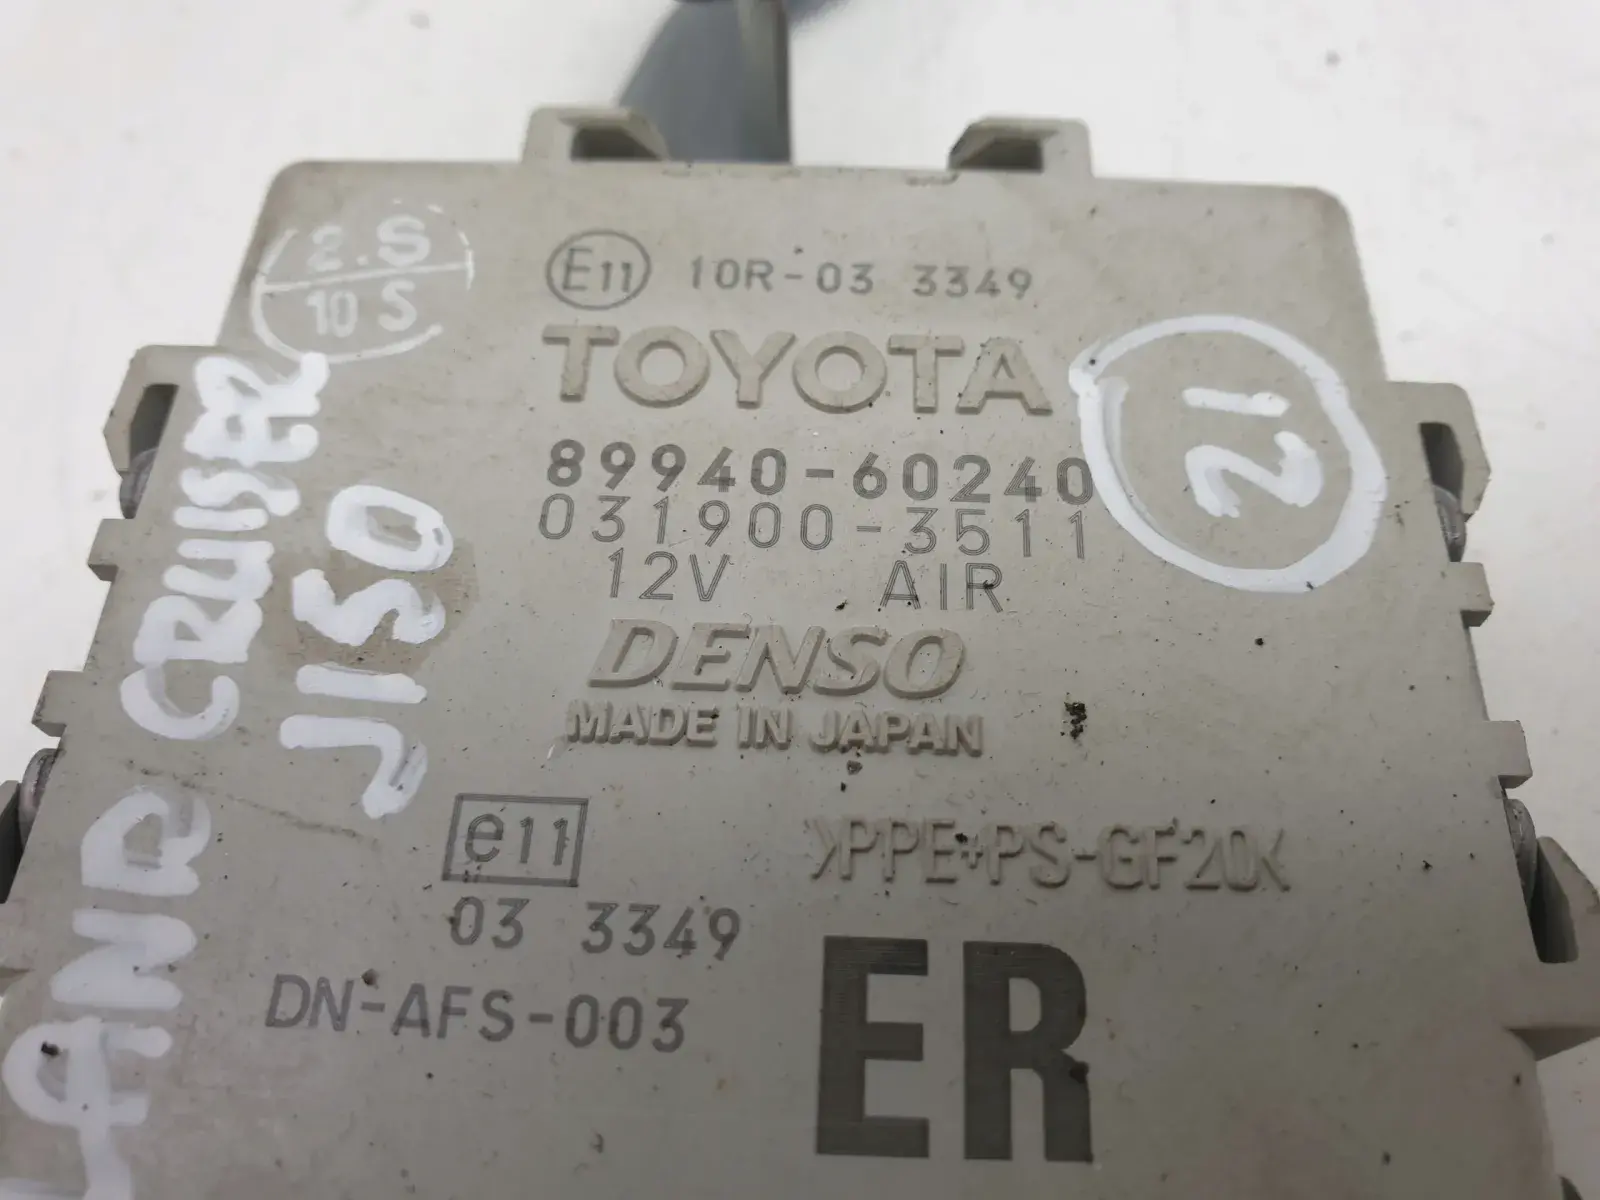 2.S
10 S
E11 10R-03 3349
TOYOTA
89940-60240
031900-3511
12V AIR
DENSO
MADE IN JAPAN
e11
03 3349
>PPE+PS-GF20<
DN-AFS-003
ER
LAND CRUISER
J150
21